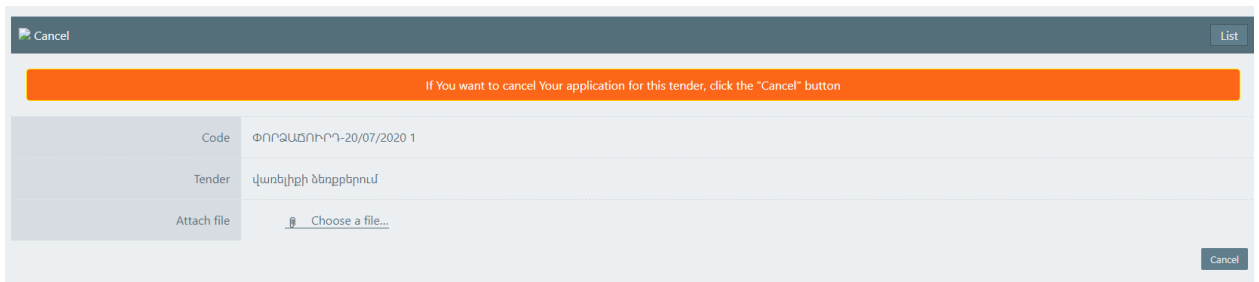 Cancel
List
If You want to cancel Your application for this tender, click the "Cancel" button
Code ՓՈՐՁԱՃՈՒՐԴ-20/07/2020 1
Tender վառելիքի ձեռքբերում
Attach file Choose a file...
Cancel